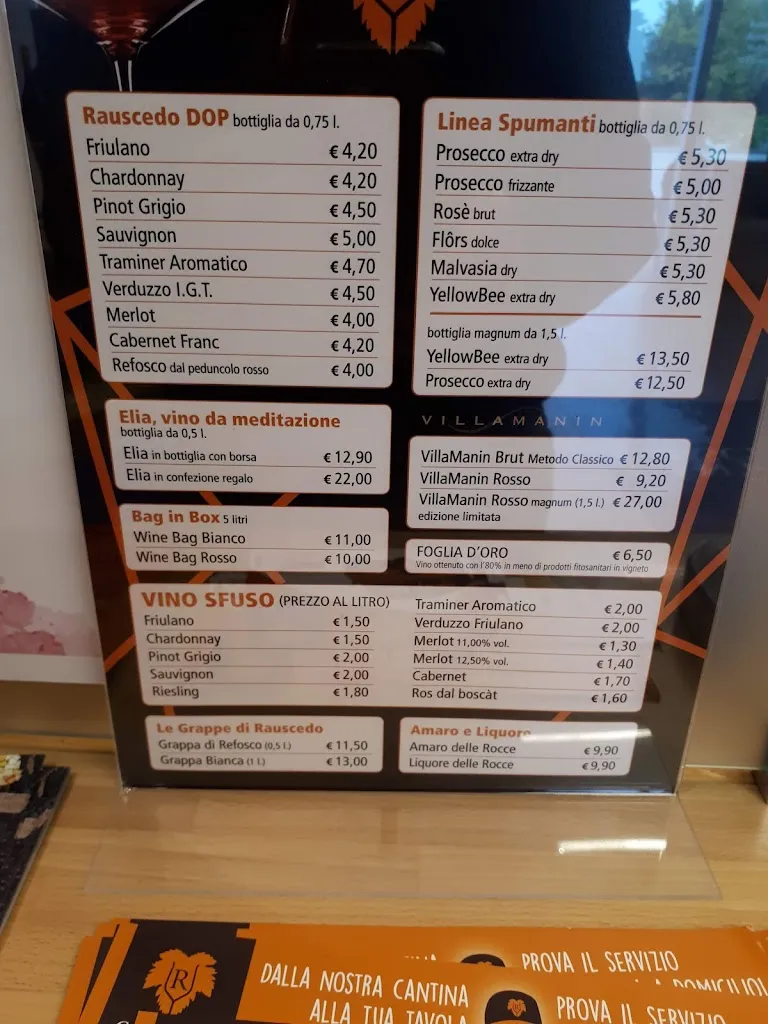 Rauscedo DOP bottiglia da 0,75 l.
Friulano € 4,20
Chardonnay € 4,20
Pinot Grigio € 4,50
Sauvignon € 5,00
Traminer Aromatico € 4,70
Verduzzo I.G.T. € 4,50
Merlot € 4,00
Cabernet Franc € 4,20
Refosco dal peduncolo rosso € 4,00
Elia, vino da meditazione
bottiglia da 0,5 l.
Elia in bottiglia con borsa € 12,90
Elia in confezione regalo € 22,00
Bag in Box 5 litri
Wine Bag Bianco € 11,00
Wine Bag Rosso € 10,00
Linea Spumanti bottiglia da 0,75 l.
Prosecco extra dry € 5,30
Prosecco frizzante € 5,00
Rosè brut € 5,30
Flôrs dolce € 5,30
Malvasia dry € 5,30
YellowBee extra dry € 5,80
bottiglia magnum da 1,5 l.
YellowBee extra dry € 13,50
Prosecco extra dry € 12,50
VILLAMANIN
VillaManin Brut Metodo Classico € 12,80
VillaManin Rosso € 9,20
VillaManin Rosso magnum (1,5 l.) € 27,00
edizione limitata
FOGLIA D'ORO € 6,50
Vino ottenuto con l'80% in meno di prodotti fitosanitari in vigneto
VINO SFUSO (PREZZO AL LITRO)
Friulano € 1,50
Chardonnay € 1,50
Pinot Grigio € 2,00
Sauvignon € 2,00
Riesling € 1,80
Traminer Aromatico € 2,00
Verduzzo Friulano € 2,00
Merlot 11,00% vol. € 1,30
Merlot 12,50% vol. € 1,40
Cabernet € 1,70
Ros dal boscàt € 1,60
Le Grappe di Rauscedo
Grappa di Refosco (0,5 l.) € 11,50
Grappa Bianca (1 l.) € 13,00
Amaro e Liquore
Amaro delle Rocce € 9,90
Liquore delle Rocce € 9,90
PROVA IL SERVIZIO
R
DALLA NOSTRA CANTINA
ALLA TUA TAVOLA
PROVA IL SERVIZIO